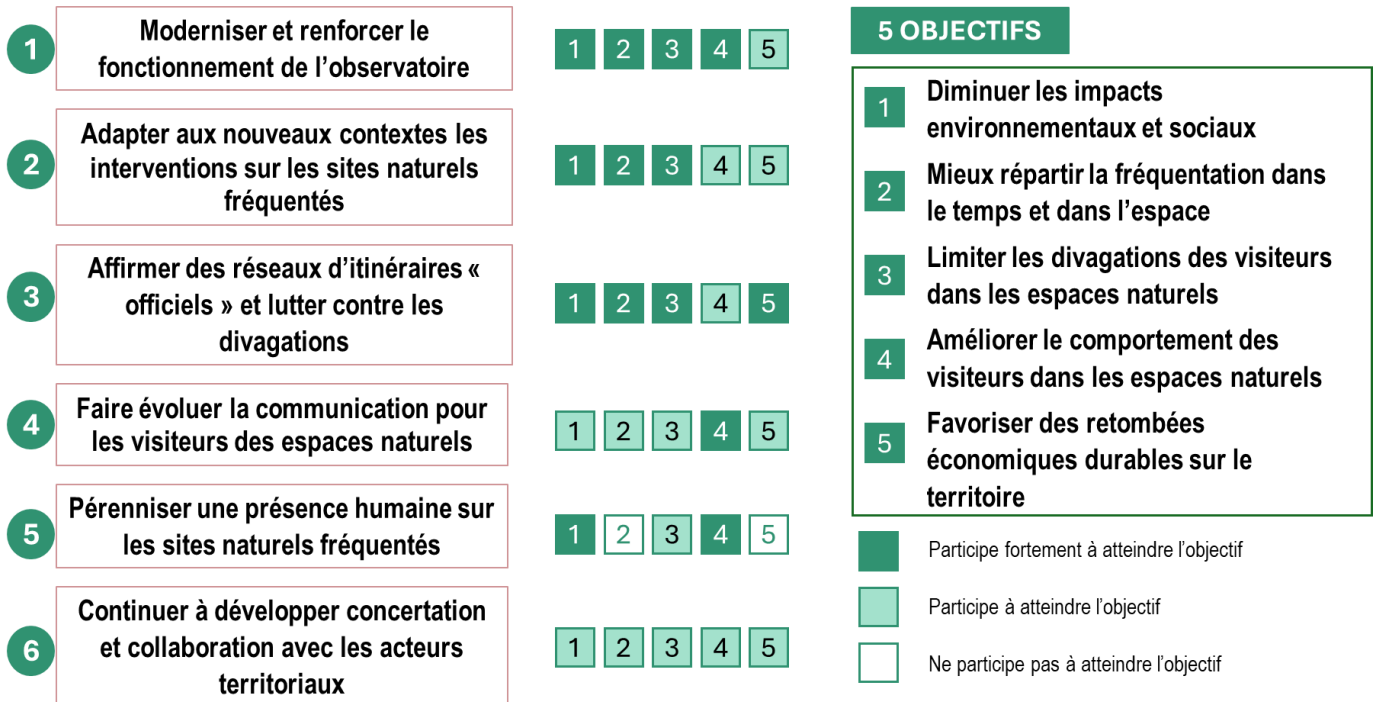 1
Moderniser et renforcer le
fonctionnement de l’observatoire
1 2 3 4 5
2
Adapter aux nouveaux contextes les
interventions sur les sites naturels
fréquentés
1 2 3 4 5
3
Affirmer des réseaux d’itinéraires «
officiels » et lutter contre les
divagations
1 2 3 4 5
4
Faire évoluer la communication pour
les visiteurs des espaces naturels
1 2 3 4 5
5
Pérenniser une présence humaine sur
les sites naturels fréquentés
1 2 3 4 5
6
Continuer à développer concertation
et collaboration avec les acteurs
territoriaux
1 2 3 4 5
5 OBJECTIFS
1
Diminuer les impacts
environnementaux et sociaux
2
Mieux répartir la fréquentation dans
le temps et dans l’espace
3
Limiter les divagations des visiteurs
dans les espaces naturels
4
Améliorer le comportement des
visiteurs dans les espaces naturels
5
Favoriser des retombées
économiques durables sur le
territoire
Participe fortement à atteindre l’objectif
Participe à atteindre l’objectif
Ne participe pas à atteindre l’objectif